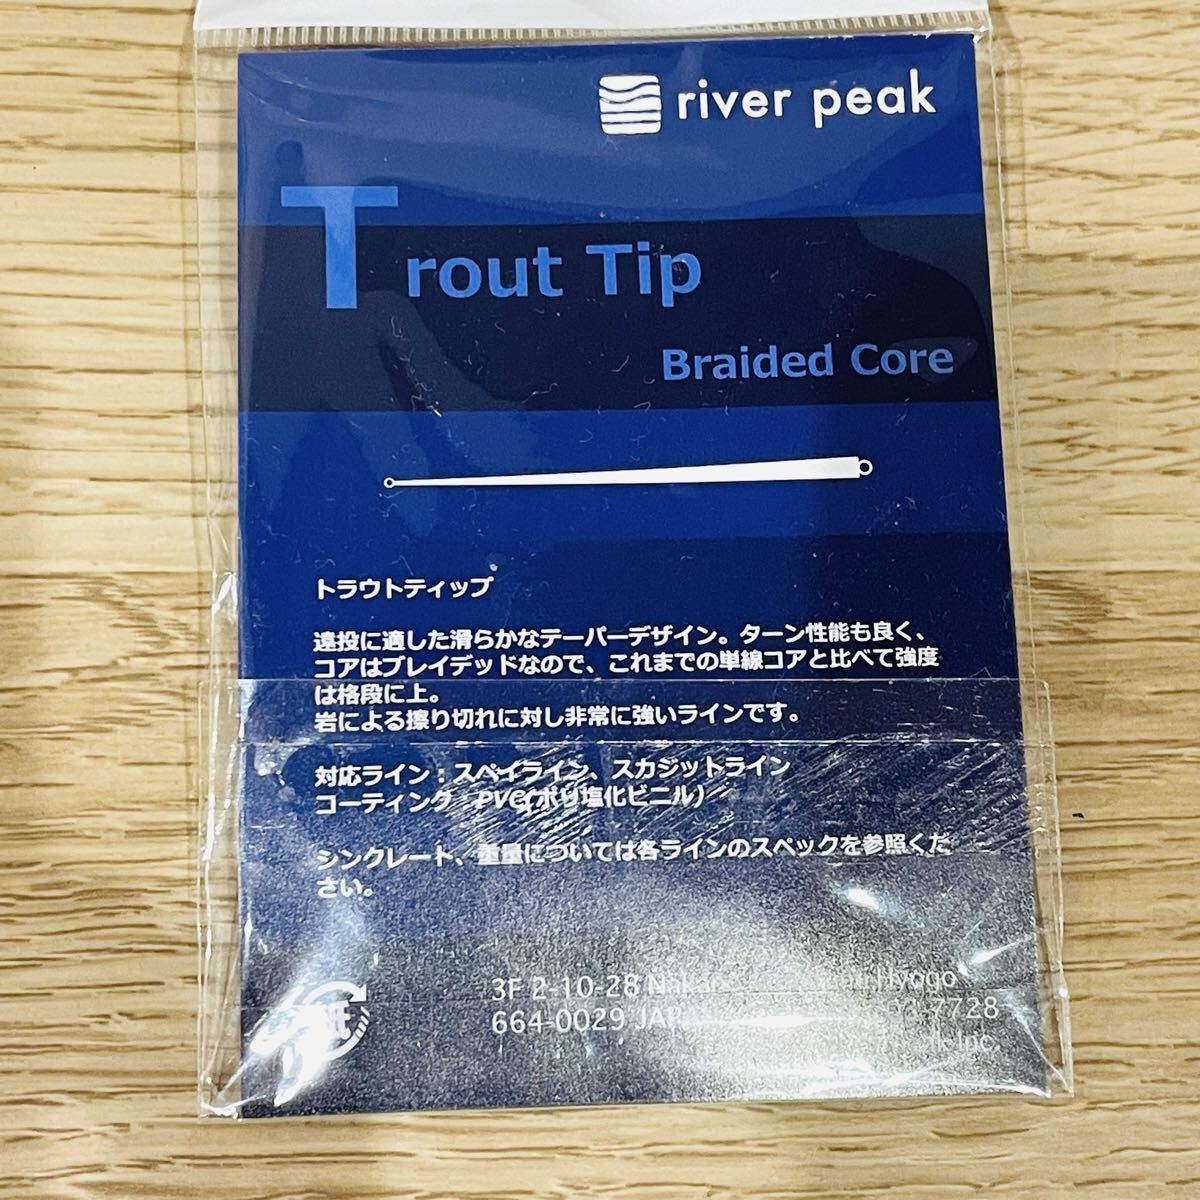 river peak
Trout Tip
Braided Core
トラウトティップ
遠投に適した滑らかなテーパーデザイン。ターン性能も良く、
コアはブレイデッドなので、これまでの単線コアと比べて強度
は格段に上。
岩による擦り切れに対し非常に強いラインです。
対応ライン：スペイライン、スカジットライン
コーティング：PVC(ポリ塩化ビニル)
シンクレート、重量については各ラインのスペックを参照くだ
さい。
3F 2-10-28 Hyogo
664-0029 7728
Inc.